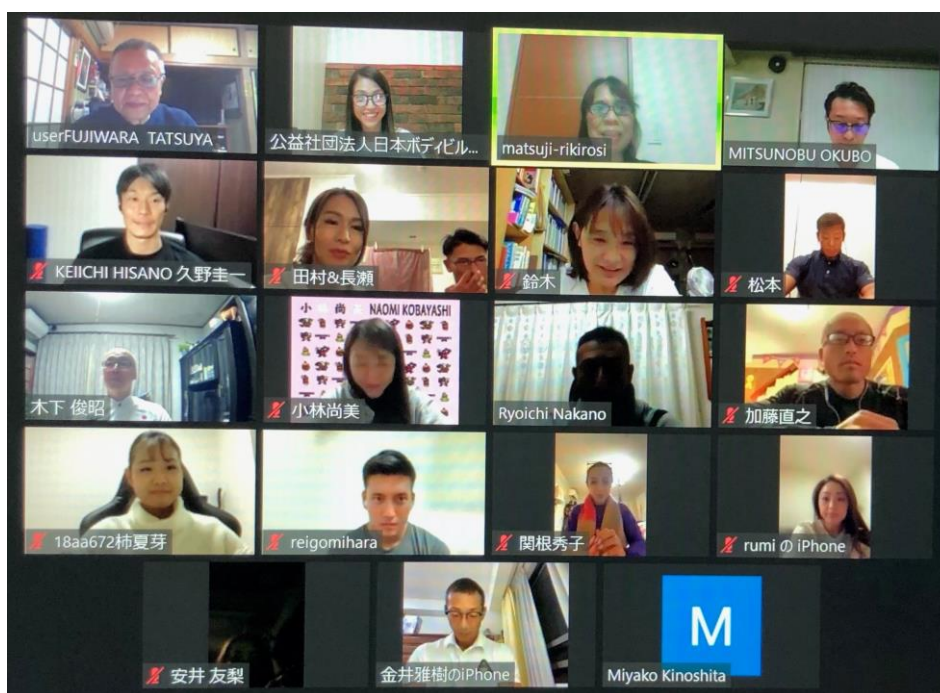 userFUJIWARA TATSUYA
公益社団法人日本ボディビル...
matsuji-rikirosi
MITSUNOBU OKUBO
KEIICHI HISANO 久野圭一
田村&長瀬
鈴木
松本
木下 俊昭
小 尚
NAOMI KOBAYASHI
小林尚美
Ryoichi Nakano
加藤直之
18aa672柿夏芽
reigomihara
関根秀子
rumi の iPhone
安井 友梨
金井雅樹のiPhone
M
Miyako Kinoshita